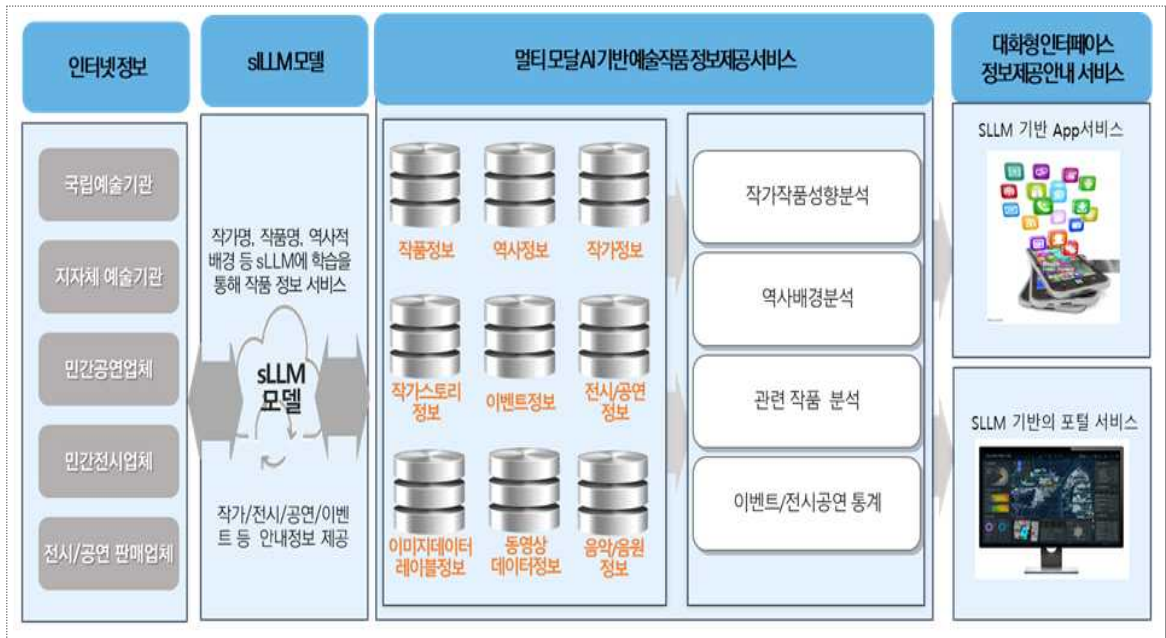 인터넷정보
국립예술기관
지자체 예술기관
민간공연업체
민간전시업체
전시/공연 판매업체
sILLM모델
작가명, 작품명, 역사적
배경 등 sLLM에 학습을
통해 작품 정보 서비스
sLLM
모델
작가/전시/공연/이벤
트 등 안내정보 제공
멀티 모달AI기반예술작품정보제공서비스
작품정보
역사정보
작가정보
작가스토리
정보
이벤트정보
전시/공연
정보
이미지데이터
레이블정보
동영상
데이터정보
음악/음원
정보
작가작품성향분석
역사배경분석
관련 작품 분석
이벤트/전시공연 통계
대화형인터페이스
정보제공안내 서비스
SLLM 기반 App서비스
SLLM 기반의 포털 서비스